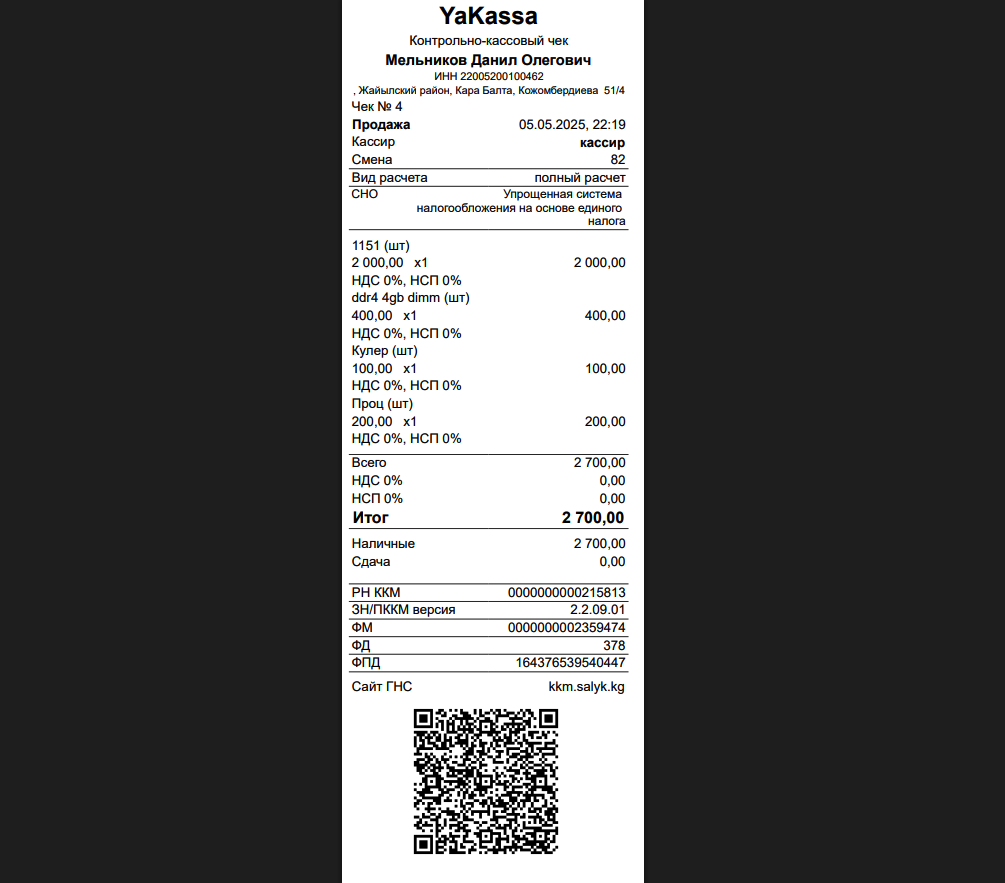 YaKassa
Контрольно-кассовый чек
Мельников Данил Олегович
ИНН 22005200100462
, Жайылский район, Кара Балта, Кожомбердиева 51/4
Чек № 4
Продажа 05.05.2025, 22:19
Кассир кассир
Смена 82
Вид расчета полный расчет
СНО Упрощенная система
налогообложения на основе единого
налога
1151 (шт)
2 000,00 x1 2 000,00
НДС 0%, НСП 0%
ddr4 4gb dimm (шт)
400,00 x1 400,00
НДС 0%, НСП 0%
Кулер (шт)
100,00 x1 100,00
НДС 0%, НСП 0%
Проц (шт)
200,00 x1 200,00
НДС 0%, НСП 0%
Всего 2 700,00
НДС 0% 0,00
НСП 0% 0,00
Итог 2 700,00
Наличные 2 700,00
Сдача 0,00
РН ККМ 0000000000215813
ЗН/ПККМ версия 2.2.09.01
ФМ 0000000002359474
ФД 378
ФПД 164376539540447
Сайт ГНС kkm.salyk.kg